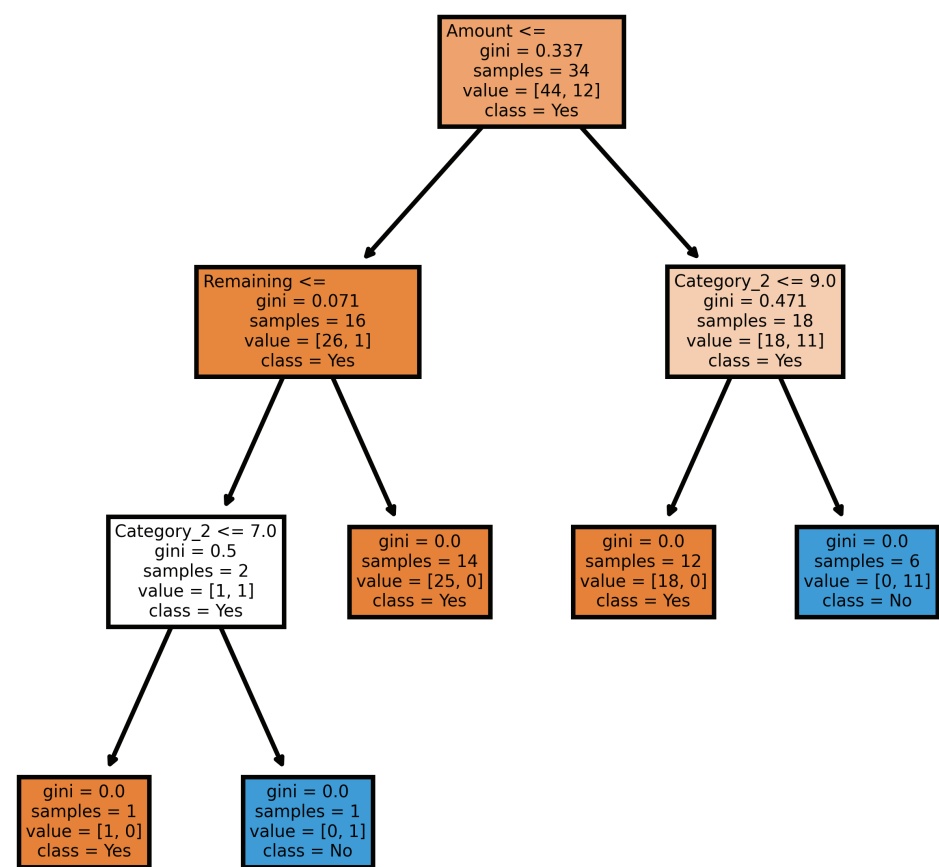 Amount <=
gini = 0.337
samples = 34
value = [44, 12]
class = Yes
Remaining <=
gini = 0.071
samples = 16
value = [26, 1]
class = Yes
Category_2 <= 9.0
gini = 0.471
samples = 18
value = [18, 11]
class = Yes
Category_2 <= 7.0
gini = 0.5
samples = 2
value = [1, 1]
class = Yes
gini = 0.0
samples = 14
value = [25, 0]
class = Yes
gini = 0.0
samples = 12
value = [18, 0]
class = Yes
gini = 0.0
samples = 6
value = [0, 11]
class = No
gini = 0.0
samples = 1
value = [1, 0]
class = Yes
gini = 0.0
samples = 1
value = [0, 1]
class = No